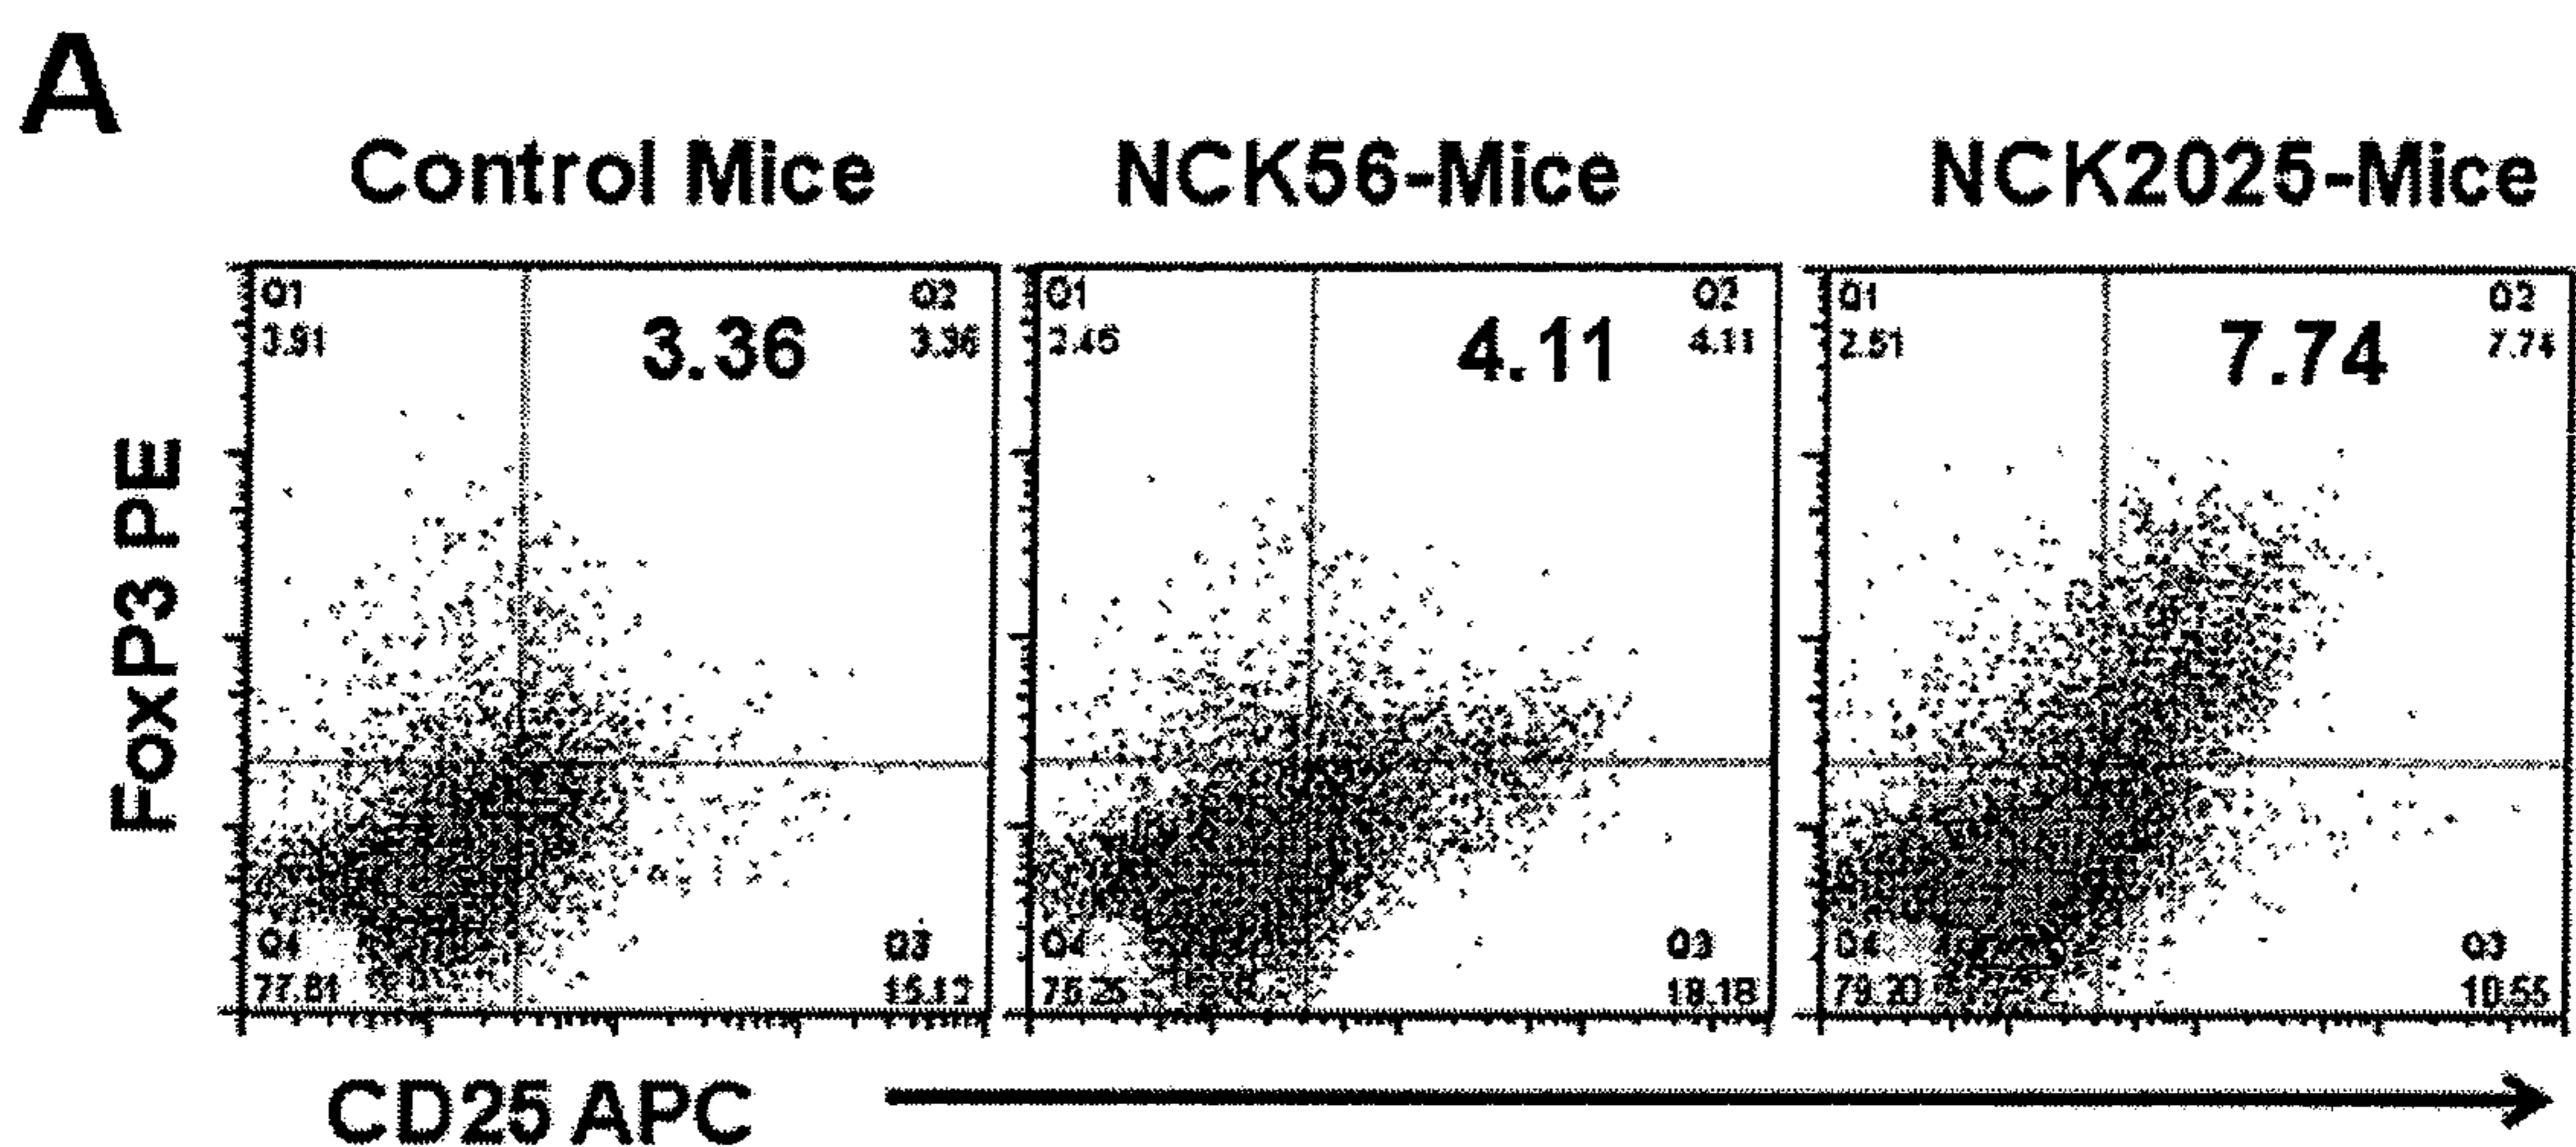 A
Control Mice
NCK56-Mice
NCK2025-Mice
Q1
3.91
3.36
Q2
3.36
Q4
77.81
Q3
15.12
Q1
2.45
4.11
Q2
4.11
Q4
Q3
18.18
Q1
2.51
7.74
Q2
7.74
Q4
79.20
Q3
10.55
FoxP3 PE
CD25 APC